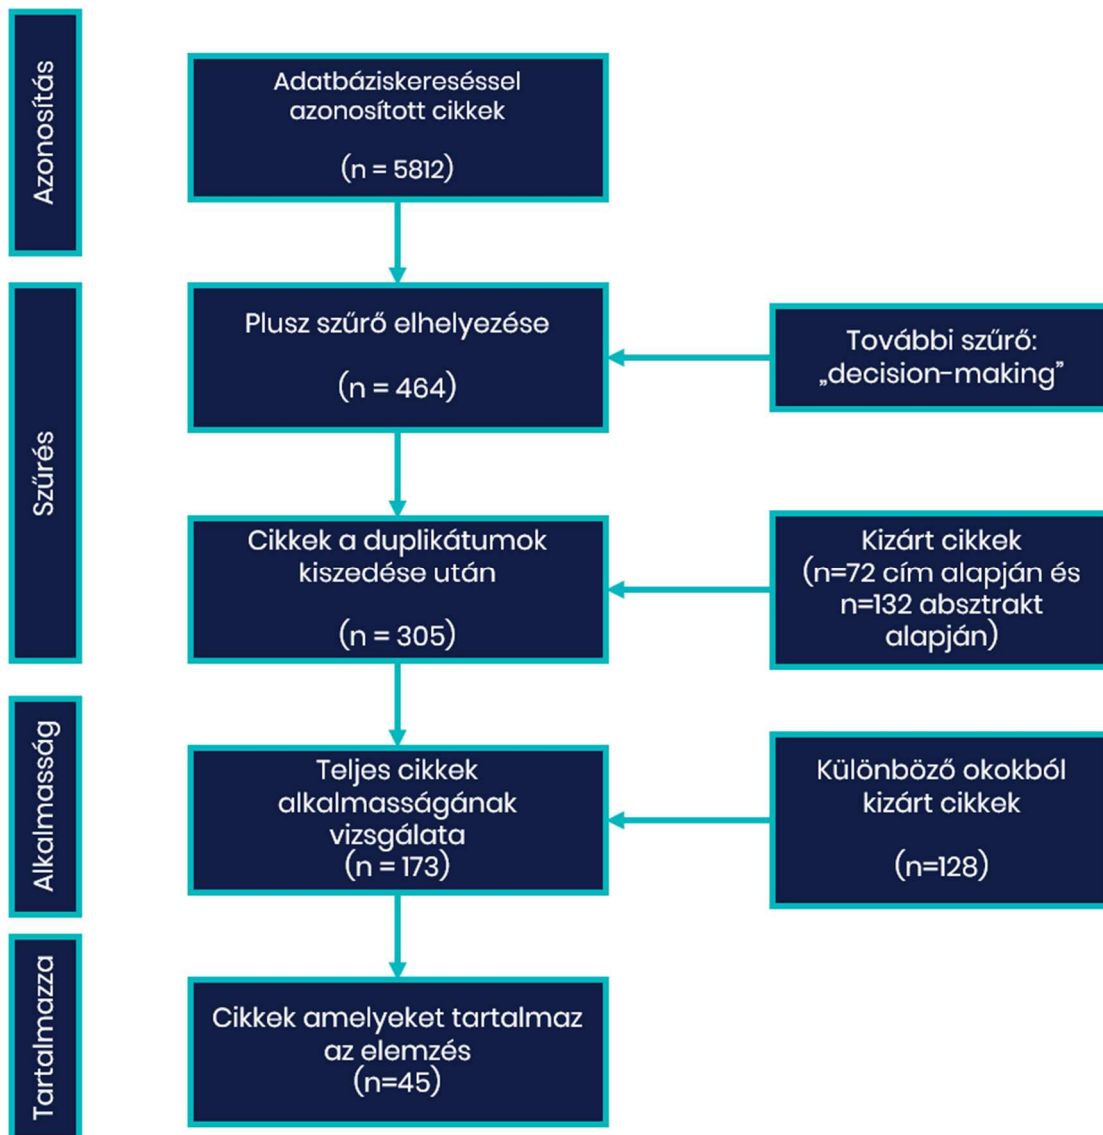 Azonosítás
Adatbáziskereséssel
azonosított cikkek
(n = 5812)
Szűrés
Plusz szűrő elhelyezése
(n = 464)
További szűrő:
„decision-making”
Cikkek a duplikátumok
kiszedése után
(n = 305)
Kizárt cikkek
(n=72 cím alapján és
n=132 absztrakt
alapján)
Alkalmasság
Teljes cikkek
alkalmasságának
vizsgálata
(n = 173)
Különböző okokból
kizárt cikkek
(n=128)
Tartalmazza
Cikkek amelyeket tartalmaz
az elemzés
(n=45)